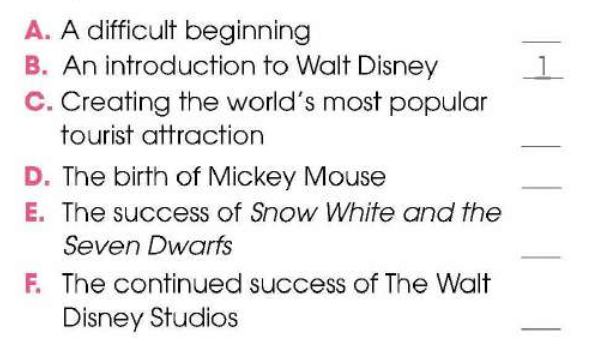 A. A difficult beginning
B. An introduction to Walt Disney 1
C. Creating the world's most popular
tourist attraction
D. The birth of Mickey Mouse
E. The success of Snow White and the
Seven Dwarfs
F. The continued success of The Walt
Disney Studios